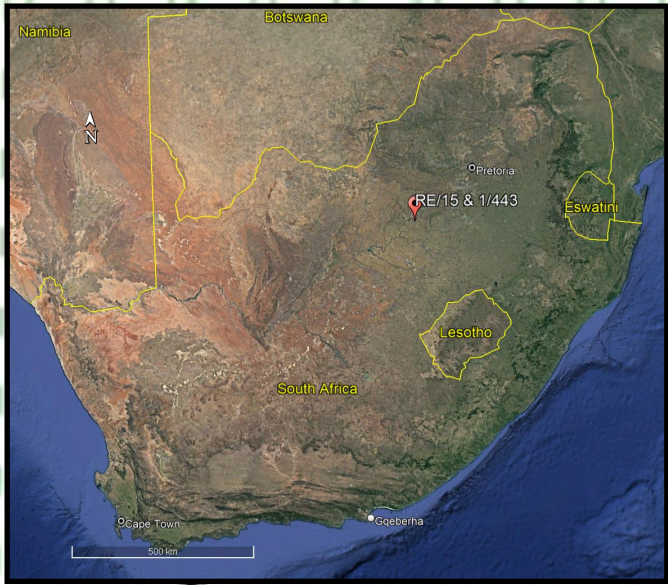 Botswana
Namibia
N
Pretoria
RE/15 & 1/443
Eswatini
Lesotho
South Africa
Cape Town
Gqeberha
500 km